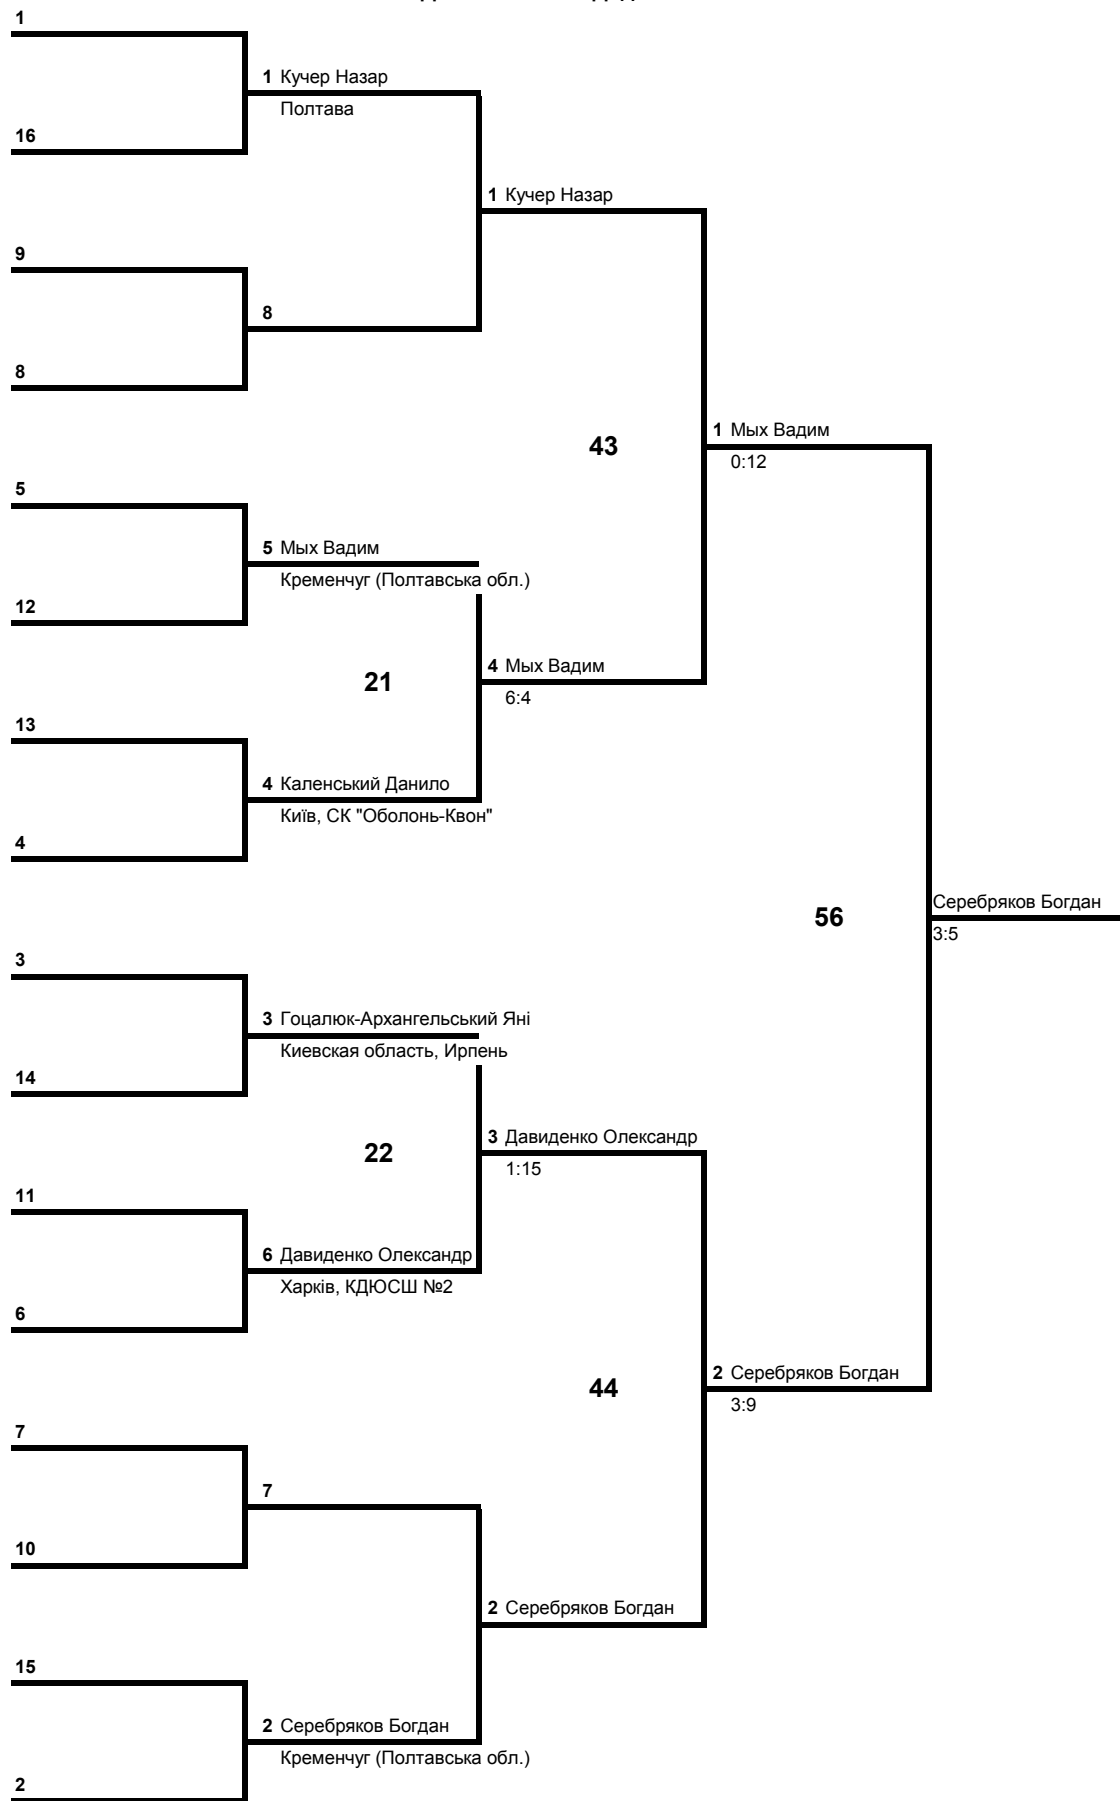 1
1 Кучер Назар
Полтава
16
1 Кучер Назар
9
8
8
43
1 Мых Вадим
0:12
5
5 Мых Вадим
Кременчуг (Полтавська обл.)
12
21
4 Мых Вадим
6:4
13
4 Каленський Данило
Київ, СК "Оболонь-Квон"
4
56
Серебряков Богдан
3:5
3
3 Гоцалюк-Архангельський Яні
Киевская область, Ирпень
14
22
3 Давиденко Олександр
1:15
11
6 Давиденко Олександр
Харків, КДЮСШ №2
6
44
2 Серебряков Богдан
3:9
7
7
10
2 Серебряков Богдан
15
2 Серебряков Богдан
Кременчуг (Полтавська обл.)
2